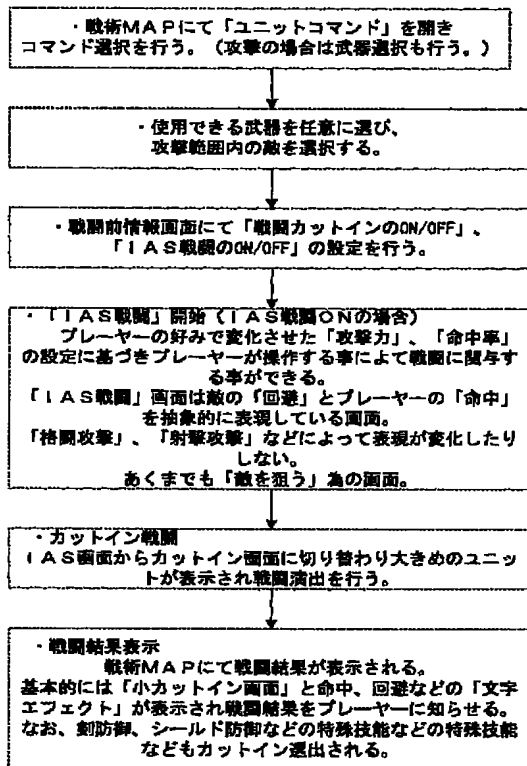 ・戦術MAPにて「ユニットコマンド」を開き
コマンド選択を行う。(攻撃の場合は武器選択も行う。)
・使用できる武器を任意に選び、
攻撃範囲内の敵を選択する。
・戦闘前情報画面にて「戦闘カットインのON/OFF」、
「IAS戦闘のON/OFF」の設定を行う。
・「IAS戦闘」開始(IAS戦闘ONの場合)
プレーヤーの好みで変化させた「攻撃力」、「命中率」
の設定に基づきプレーヤーが操作する事によて戦闘に関与す
る事ができる。
「IAS戦闘」画面は敵の「回避」とプレーヤーの「命中」
を抽象的に表現している画面。
「格闘攻撃」、「射撃攻撃」などによって表現が変化したり
しない。
あくまでも「敵を狙う」為の画面。
・カットイン戦闘
IAS画面からカットイン画面に切り替わり大きめのユニッ
トが表示され戦闘演出を行う。
・戦闘結果表示
戦術MAPにて戦闘結果が表示される。
基本的には「小カットイン画面」と命中、回避などの「文字
エフェクト」が表示され戦闘結果をプレーヤーに知らせる。
なお、剣防御、シールド防御などの特殊技能などの特殊技能
などもカットイン選出される。